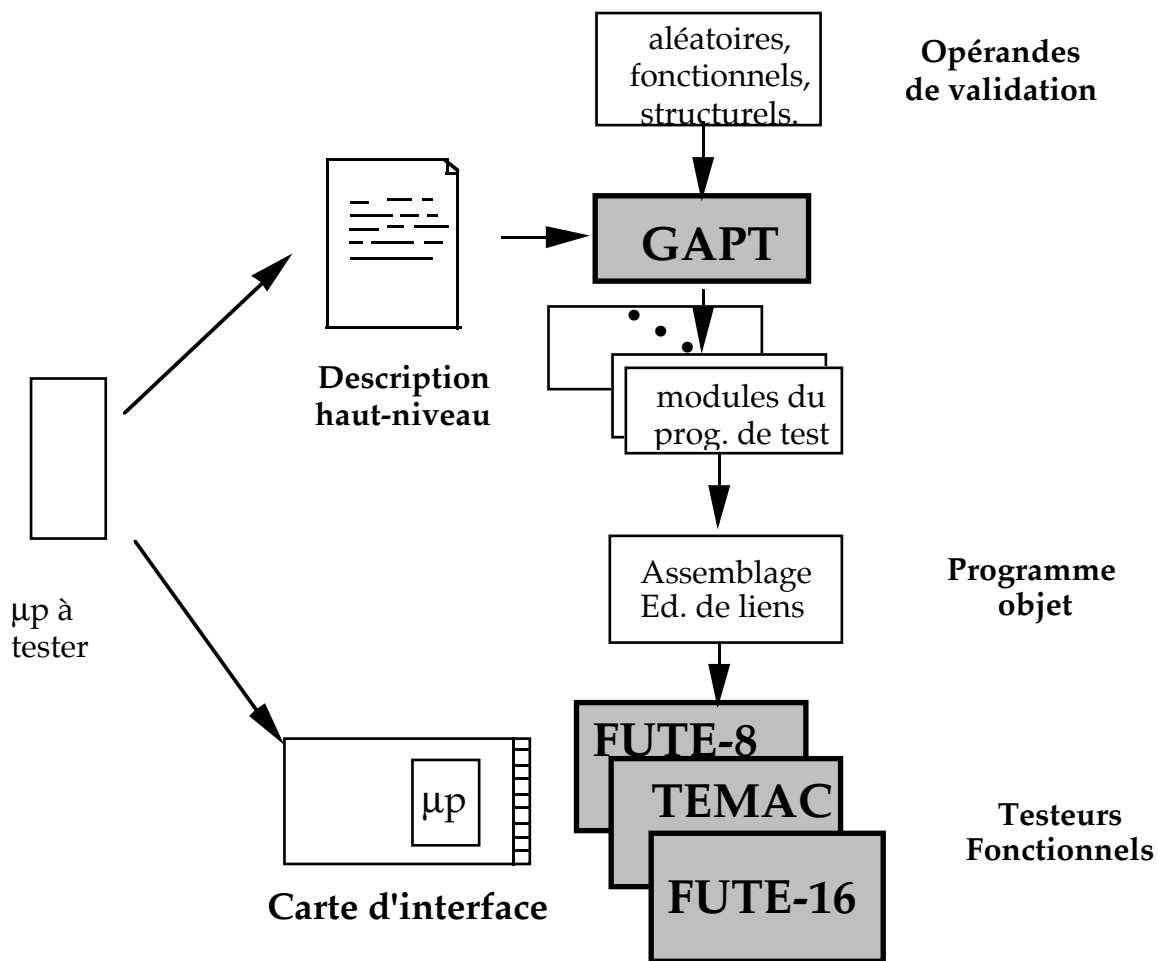 aléatoires,
fonctionnels,
structurels.
Opérandes
de validation
GAPT
Description
haut-niveau
modules du
prog. de test
µp à
tester
Assemblage
Ed. de liens
Programme
objet
FUTE-8
TEMAC
FUTE-16
Testeurs
Fonctionnels
µp
Carte d'interface